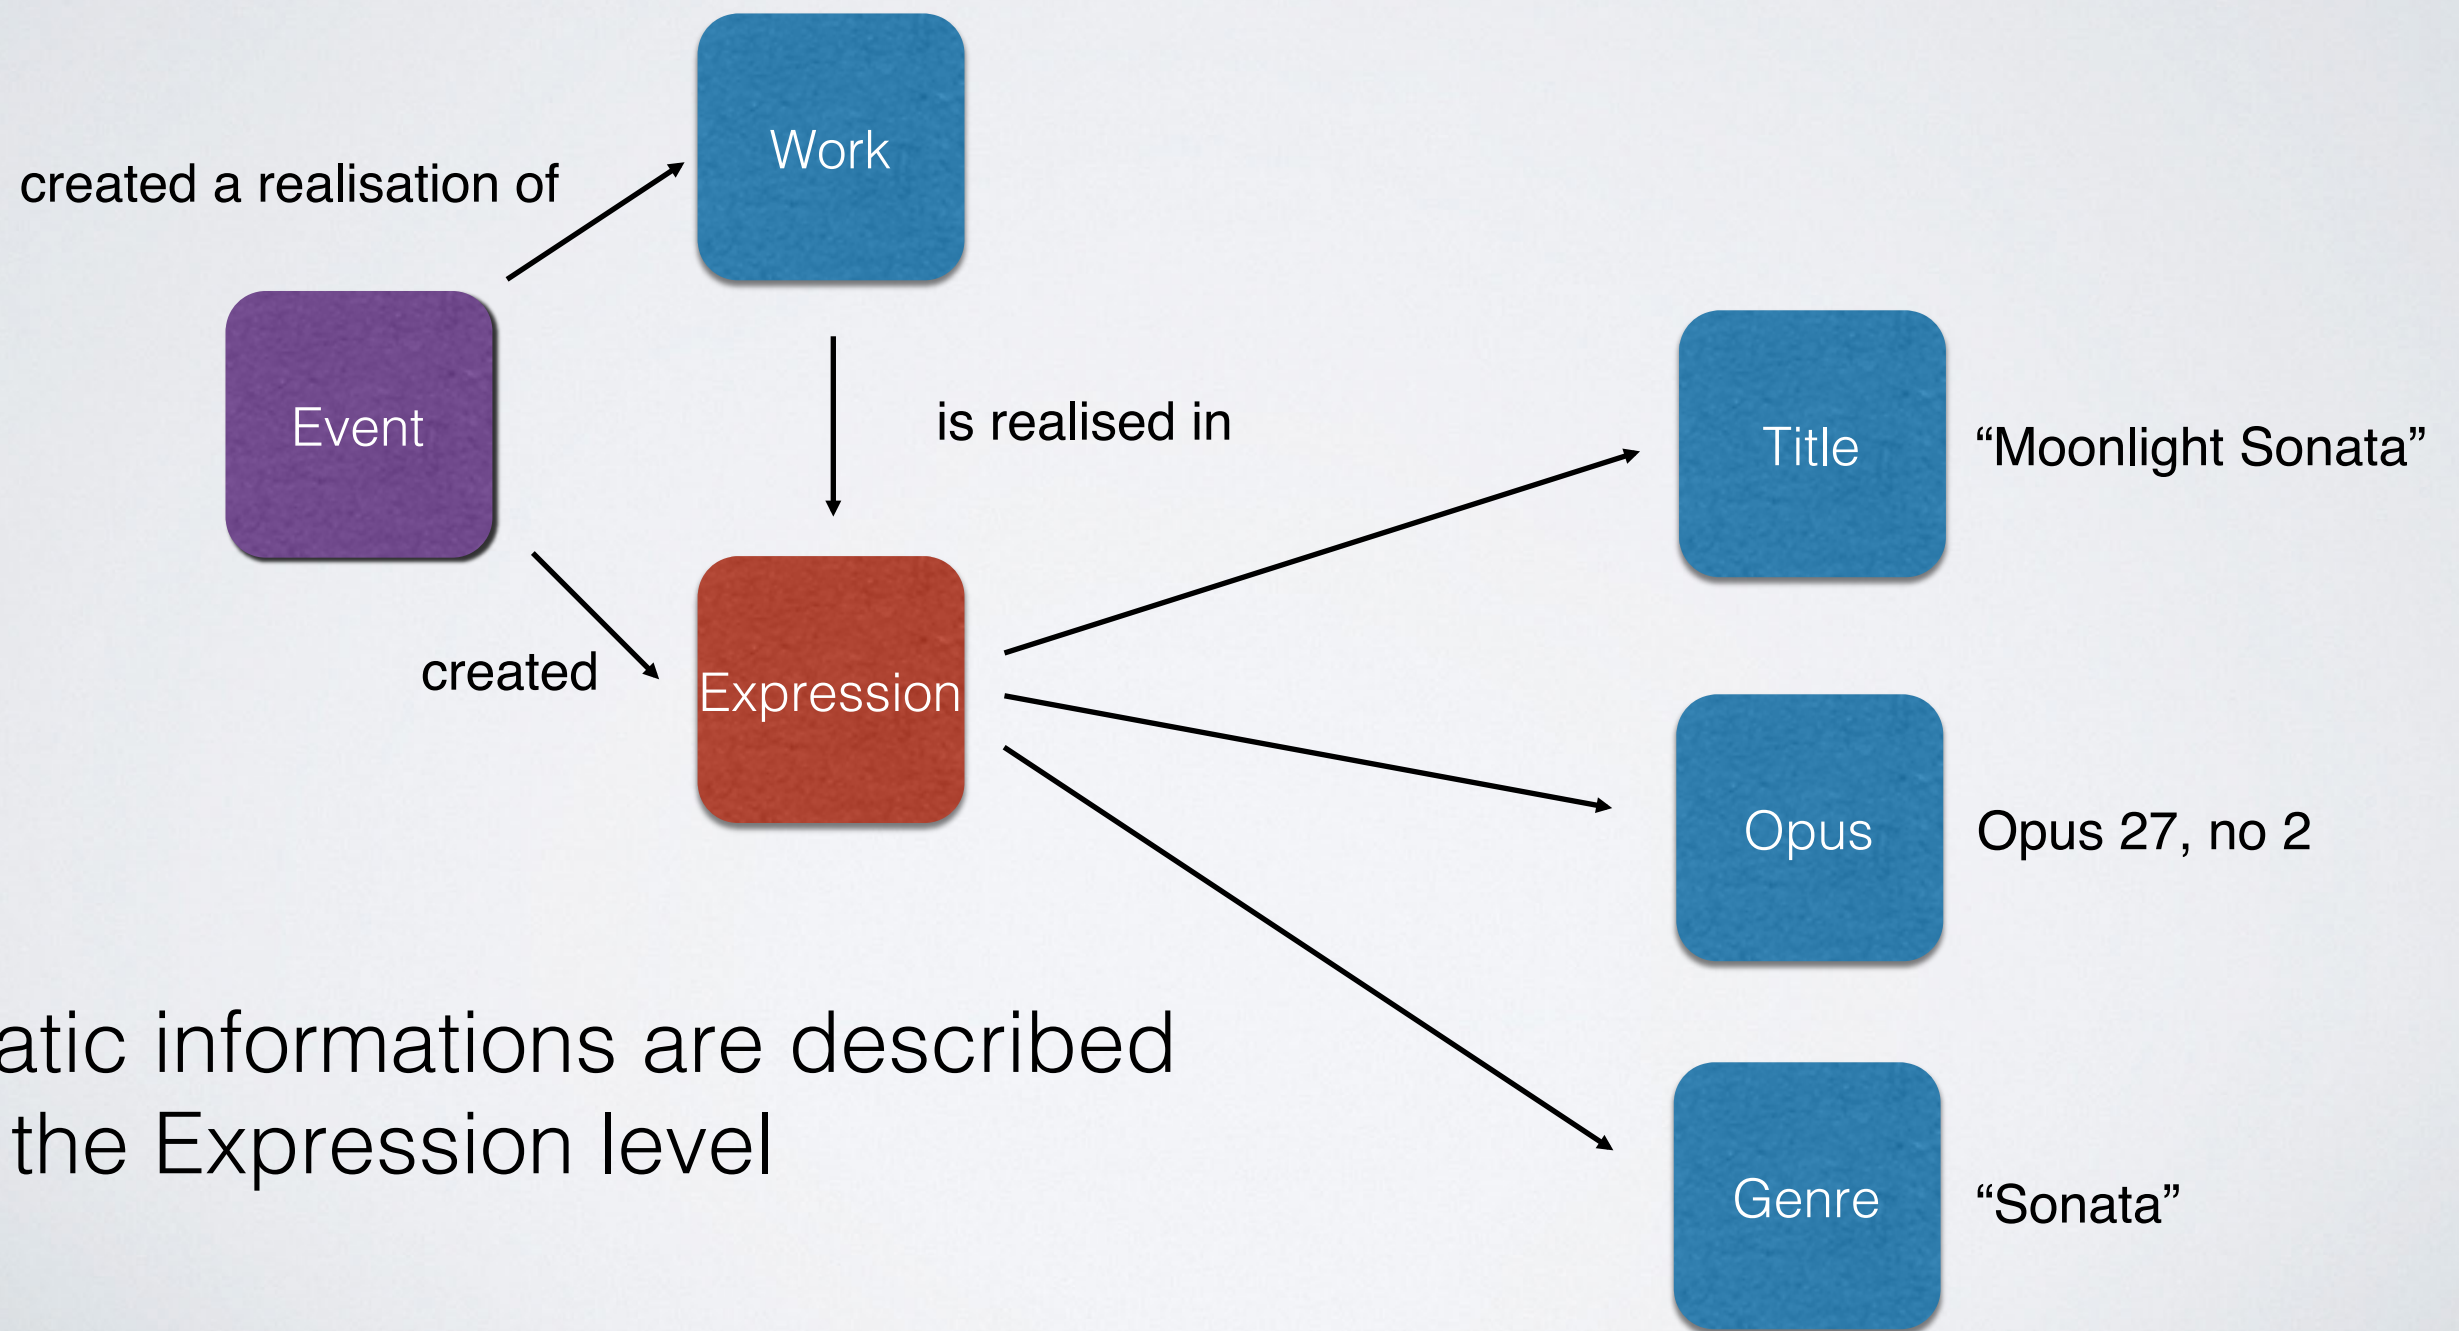 Work
created a realisation of
Event
is realised in
Title
“Moonlight Sonata”
created
Expression
Opus
Opus 27, no 2
atic informations are described
the Expression level
Genre
“Sonata”